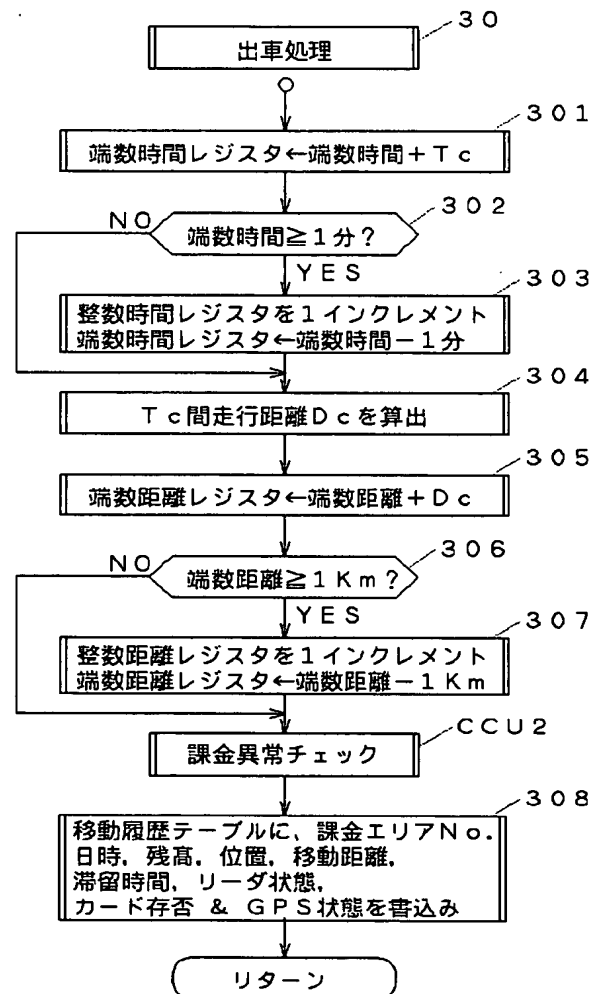 30
出車処理
301
端数時間レジスタ←端数時間+Tc
302
NO
端数時間≧1分?
YES
303
整数時間レジスタを1インクレメント
端数時間レジスタ←端数時間-1分
304
Tc間走行距離Dcを算出
305
端数距離レジスタ←端数距離+Dc
306
NO
端数距離≧1Km?
YES
307
整数距離レジスタを1インクレメント
端数距離レジスタ←端数距離-1Km
CCU2
課金異常チェック
308
移動履歴テーブルに、課金エリアNo.
日時, 残高, 位置, 移動距離,
滞留時間, リーダ状態,
カード存否 & GPS状態を書込み
リターン